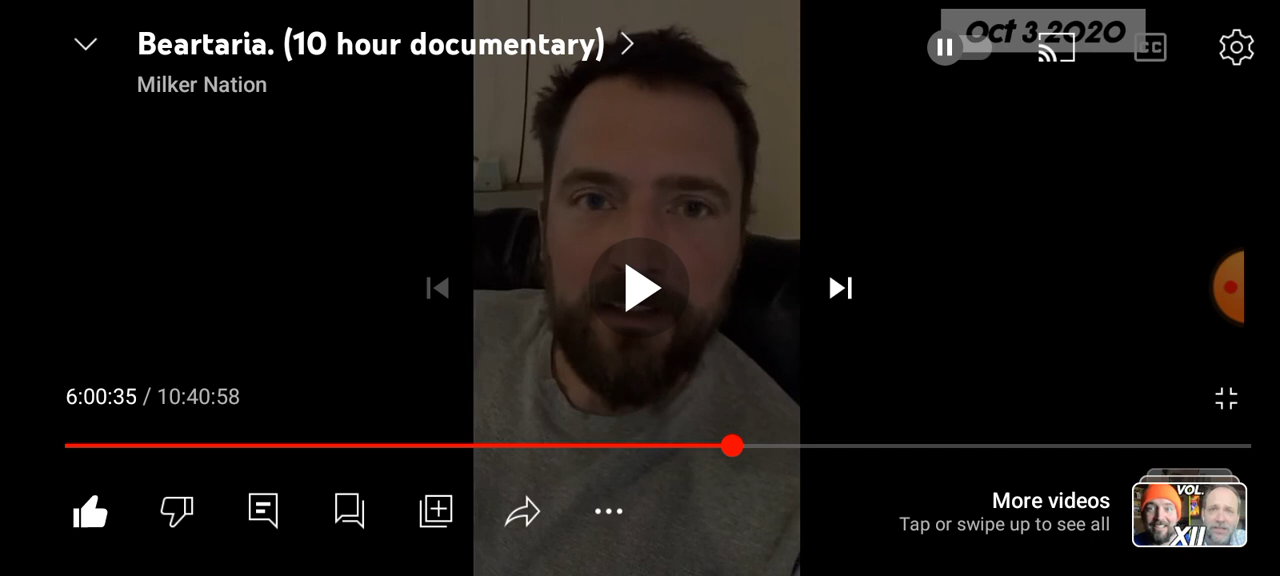 Beartaria. (10 hour documentary)
Milker Nation
Oct 3 2020
CC
6:00:35 / 10:40:58
More videos
Tap or swipe up to see all
VOL.
XII